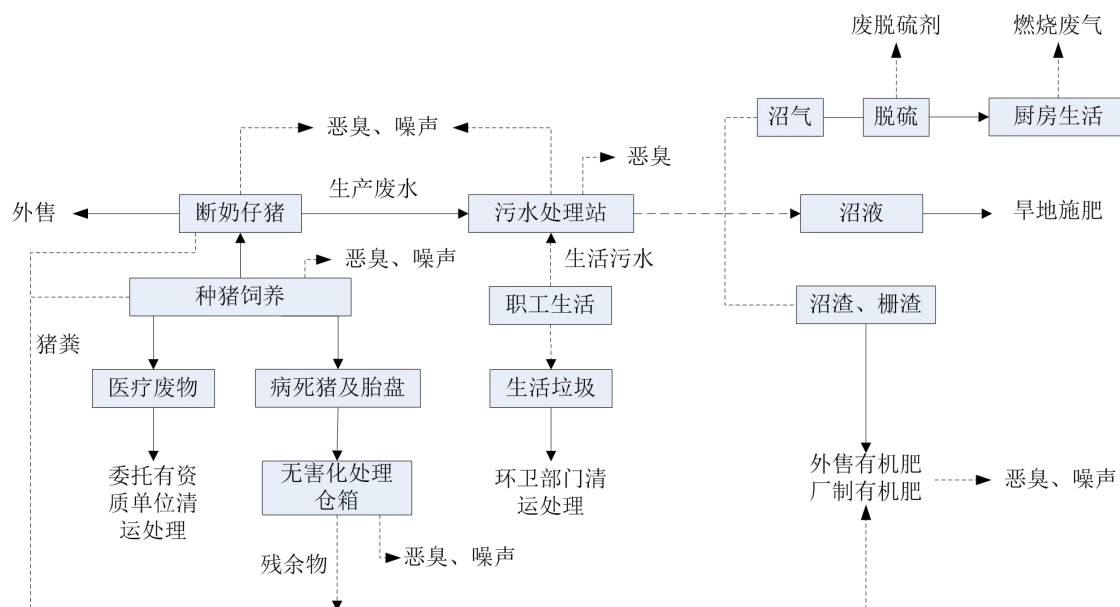 废脱硫剂
燃烧废气
沼气
脱硫
厨房生活
恶臭、噪声
恶臭
生产废水
外售
断奶仔猪
污水处理站
沼液
旱地施肥
恶臭、噪声
生活污水
种猪饲养
职工生活
沼渣、栅渣
猪粪
医疗废物
病死猪及胎盘
生活垃圾
委托有资
质单位清
运处理
无害化处理
仓箱
环卫部门清
运处理
外售有机肥
厂制有机肥
恶臭、噪声
残余物
恶臭、噪声